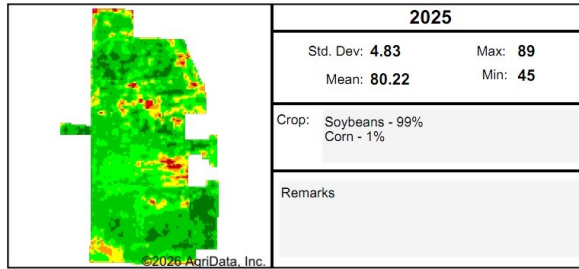 2025
Std. Dev: 4.83 Max: 89
Mean: 80.22 Min: 45
Crop: Soybeans - 99%
Corn - 1%
Remarks
©2026 AgriData, Inc.